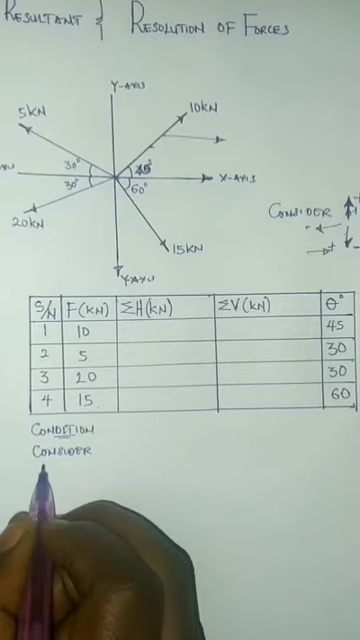 RESULTANT & RESOLUTION OF FORCES
Y-AXIS
5KN
10KN
30°
45°
X-AXIS
30°
60°
20KN
15KN
CONSIDER
+
-
-
+
S/N F(KN) ΣH(KN) ΣV(KN) θ°
1 10 45
2 5 30
3 20 30
4 15 60
CONDITION
CONSIDER